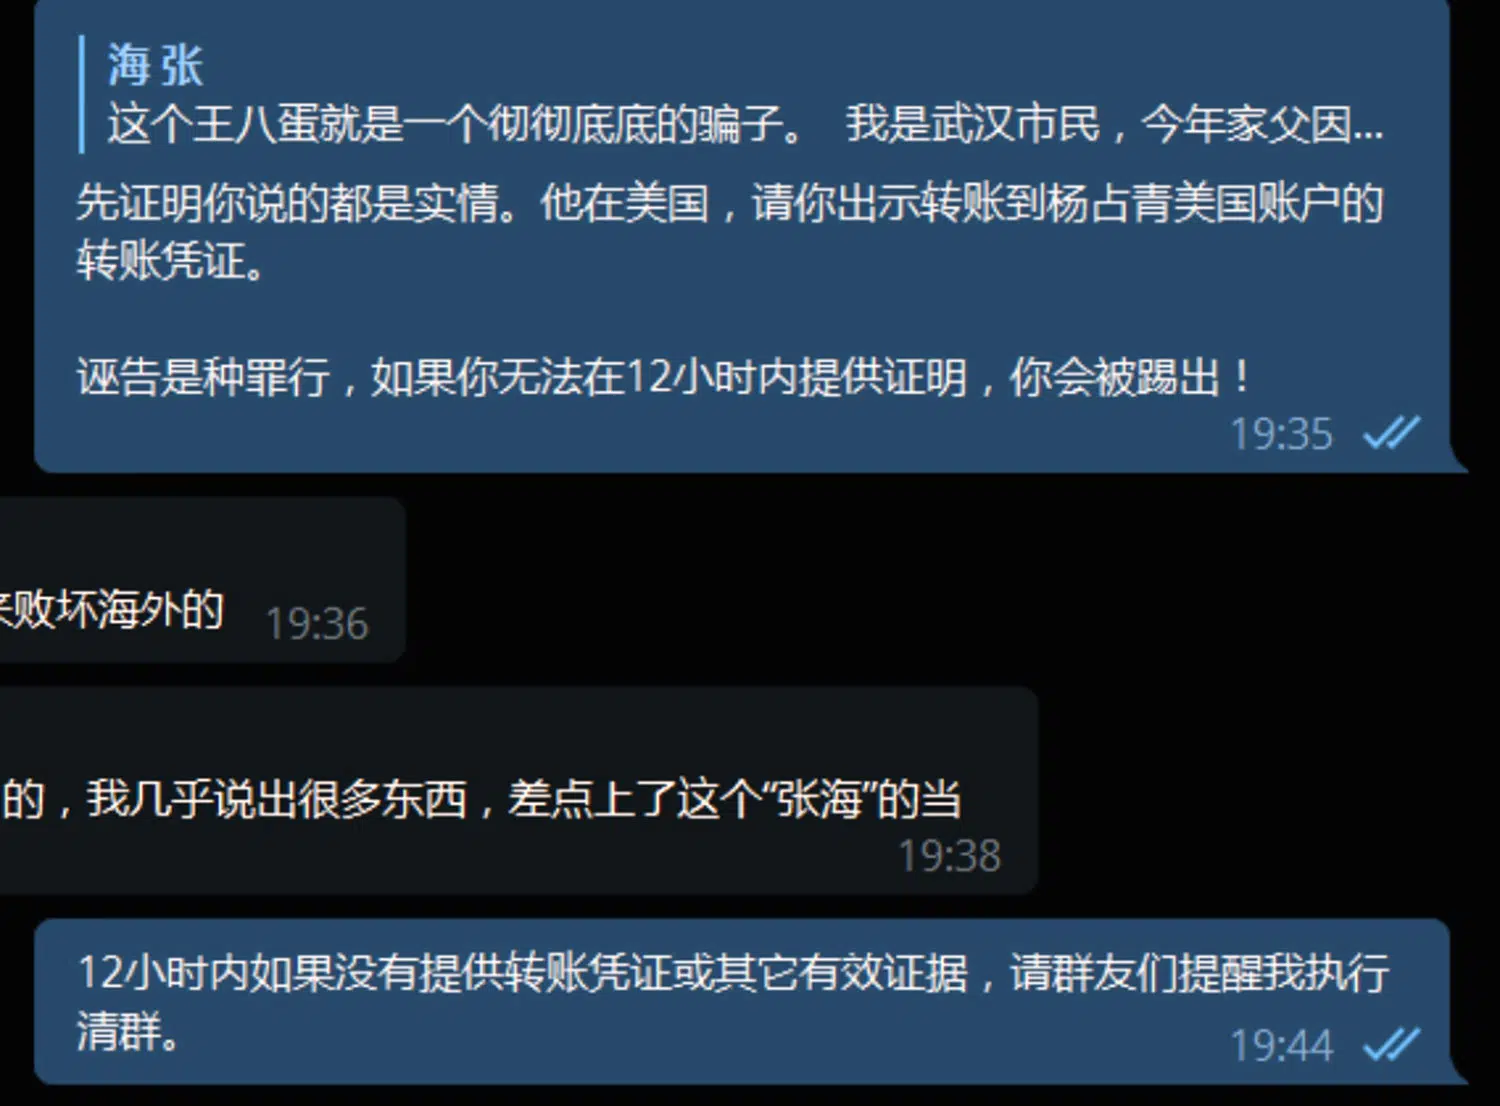 海 张
这个王八蛋就是一个彻彻底底的骗子。 我是武汉市民，今年家父因...
先证明你说的都是实情。他在美国，请你出示转账到杨占青美国账户的
转账凭证。
诬告是种罪行，如果你无法在12小时内提供证明，你会被踢出！
19:35
来败坏海外的 19:36
的，我几乎说出很多东西，差点上了这个“张海”的当
19:38
12小时内如果没有提供转账凭证或其它有效证据，请群友们提醒我执行
清群。
19:44